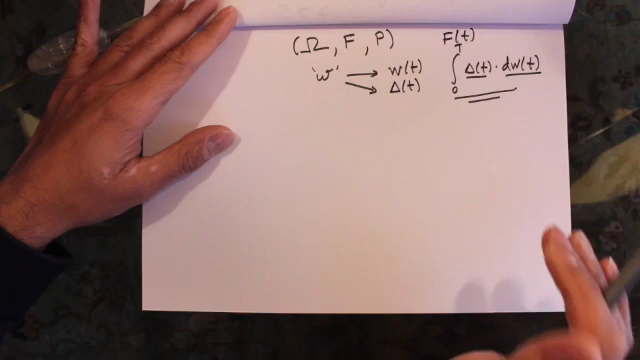 (Ω, F, P) F(t)
'w' → w(t) ∫₀ᵀ Δ(t) · dw(t)
→ Δ(t)